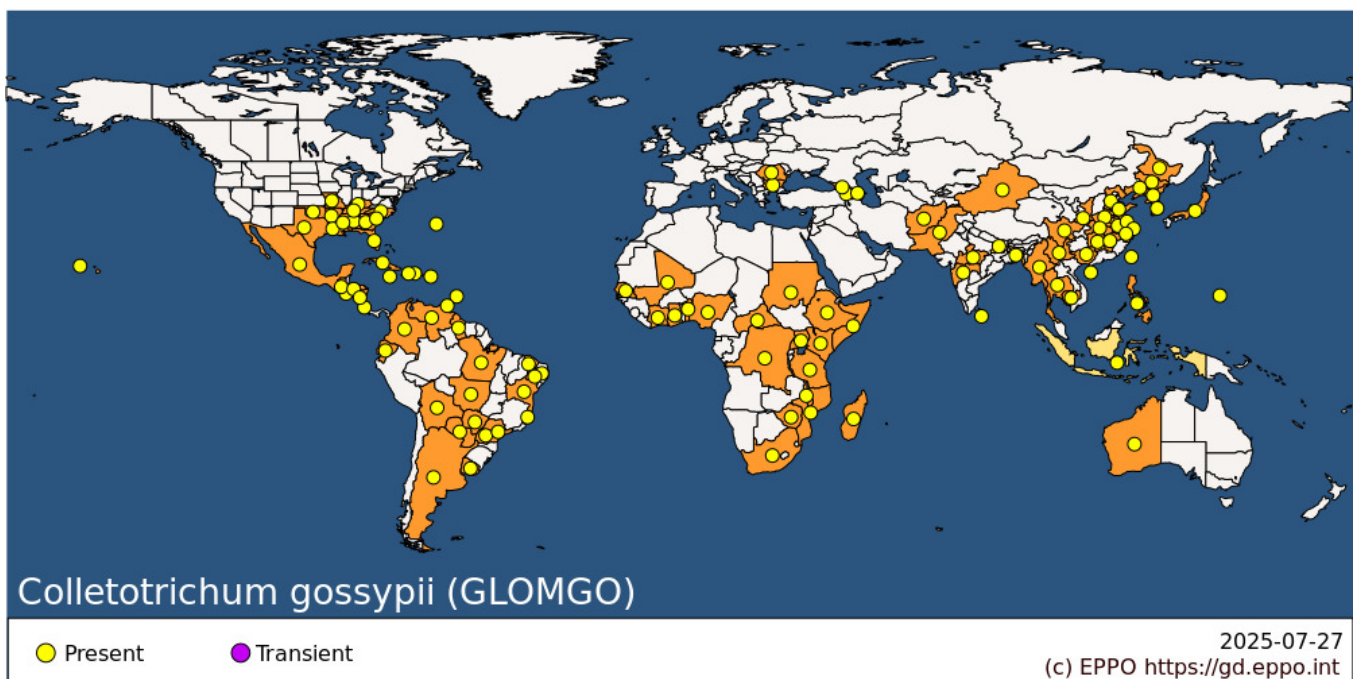 Colletotrichum gossypii (GLOMGO)
Present
Transient
2025-07-27
(c) EPPO https://gd.eppo.int